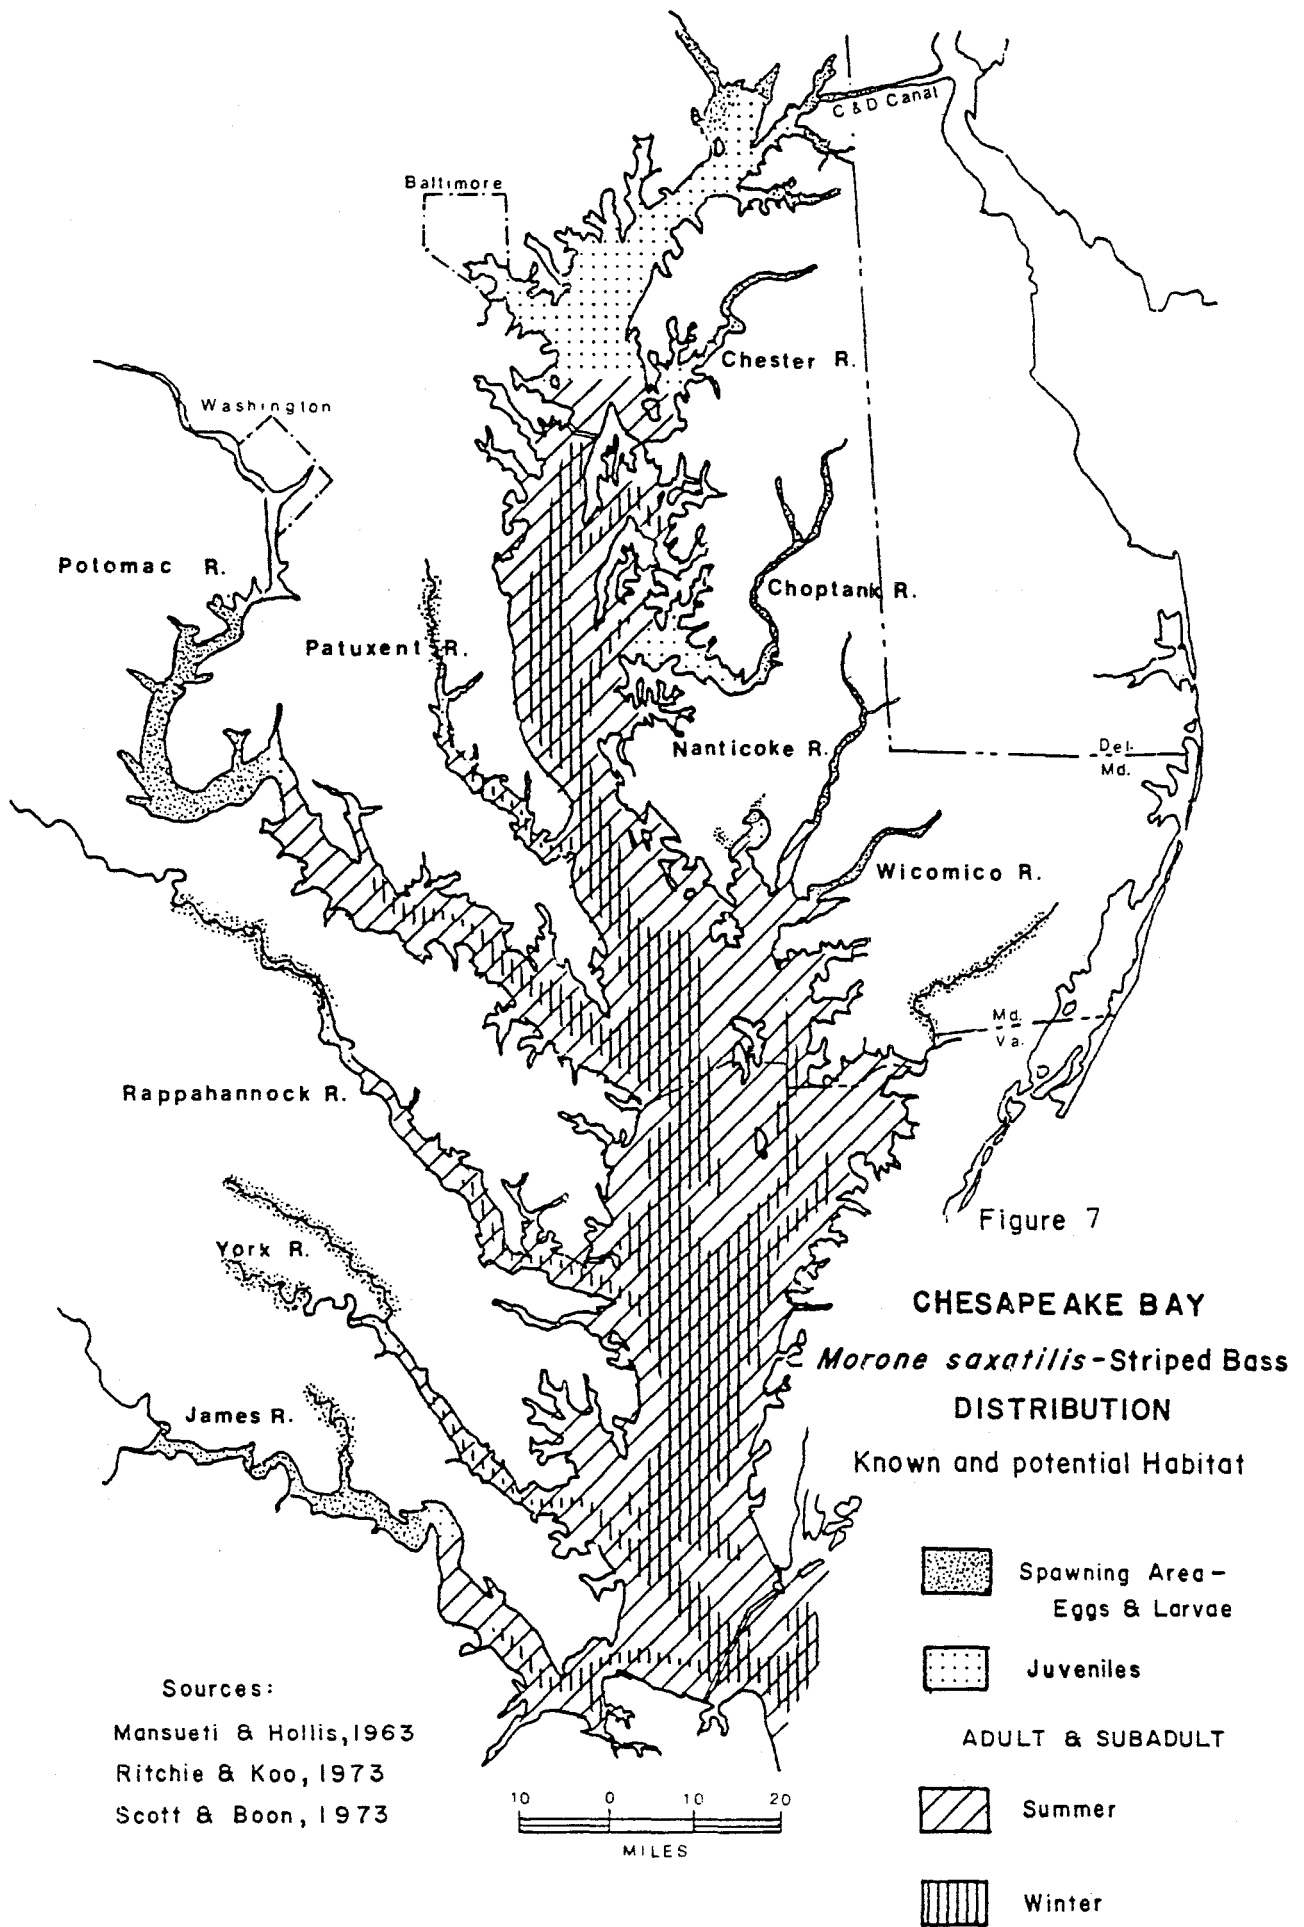 C & D Canal
Baltimore
Chester R.
Washington
Potomac R.
Choptank R.
Patuxent R.
Nanticoke R.
Del.
Md.
Wicomico R.
Md.
Va.
Rappahannock R.
York R.
James R.
Figure 7
CHESAPEAKE BAY
Morone saxatilis-Striped Bass
DISTRIBUTION
Known and potential Habitat
Spawning Area-
Eggs & Larvae
Juveniles
ADULT & SUBADULT
Summer
Winter
Sources:
Mansueti & Hollis, 1963
Ritchie & Koo, 1973
Scott & Boon, 1973
10 0 10 20
MILES